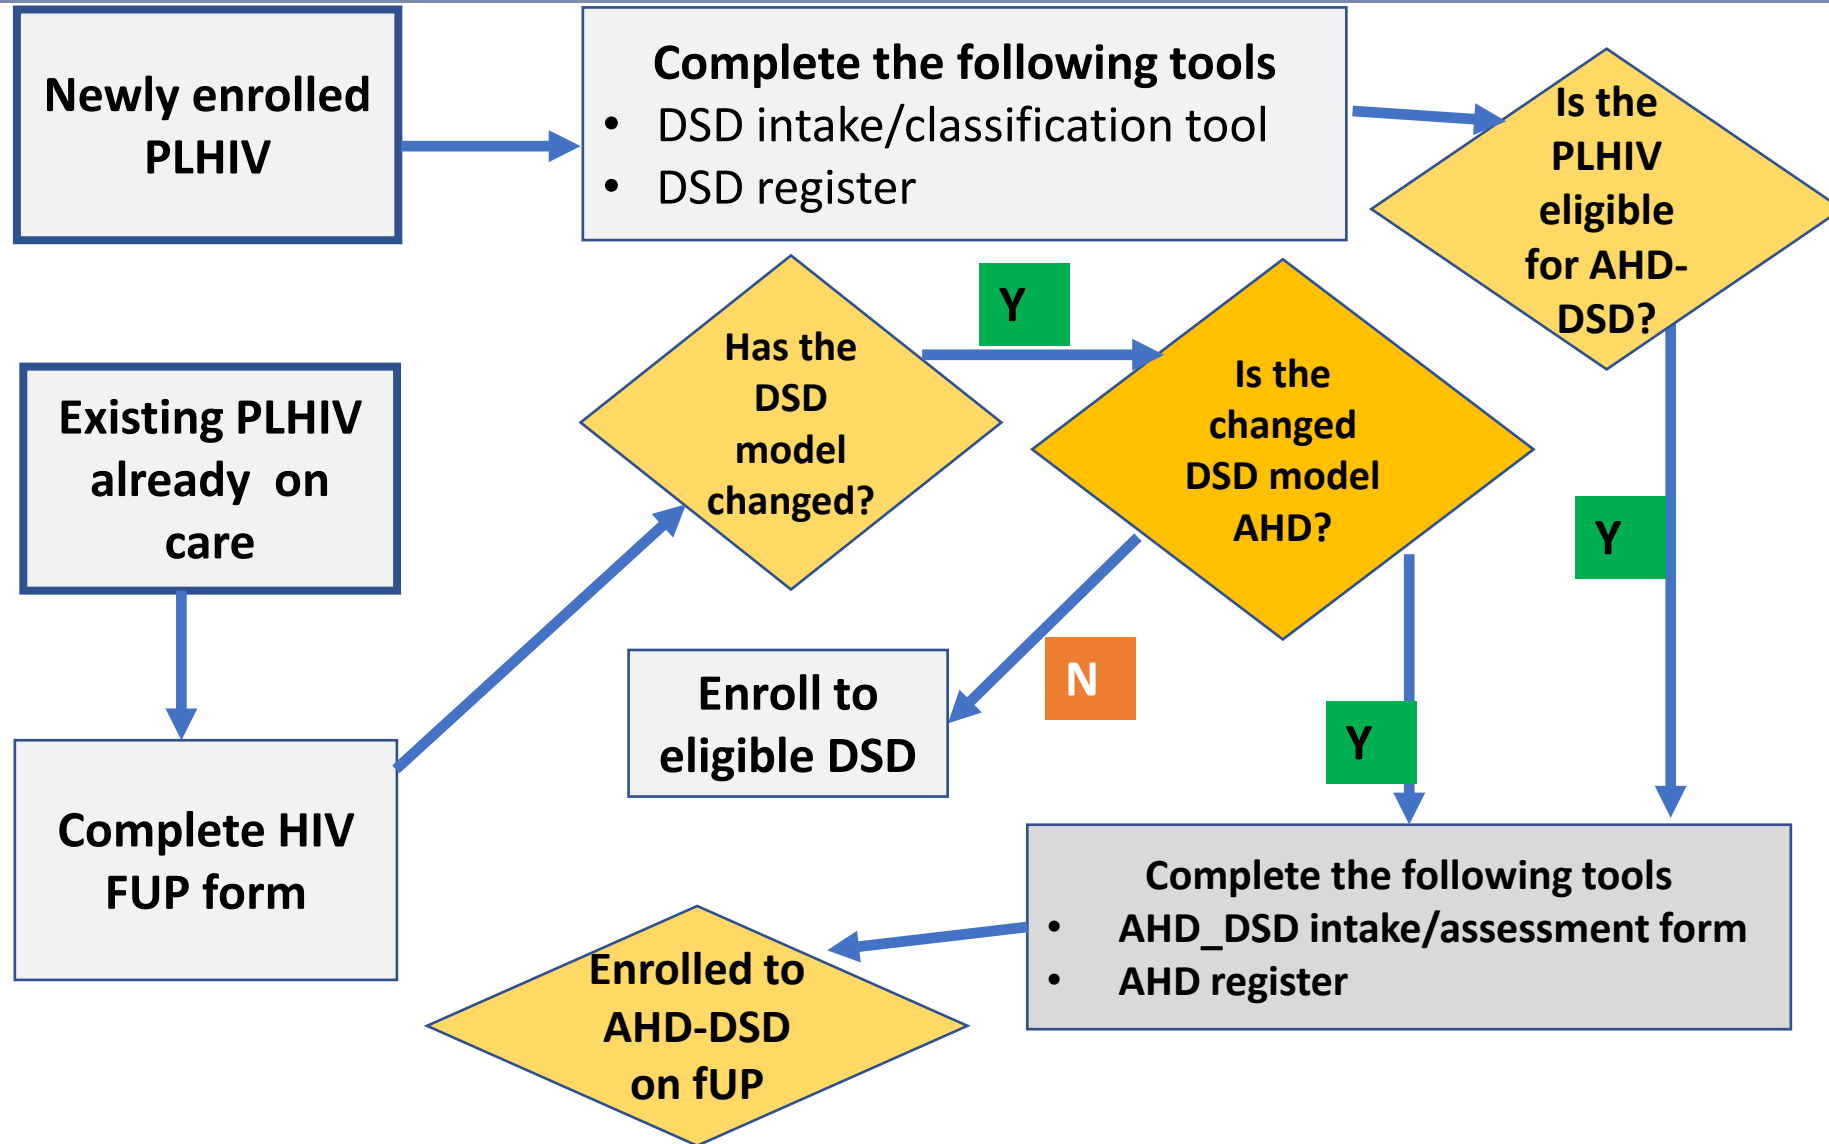 Newly enrolled
PLHIV
Complete the following tools
• DSD intake/classification tool
• DSD register
Is the
PLHIV
eligible
for AHD-
DSD?
Has the
DSD
model
changed?
Y
Is the
changed
DSD model
AHD?
Y
Existing PLHIV
already on
care
Enroll to
eligible DSD
N
Y
Complete HIV
FUP form
Complete the following tools
• AHD_DSD intake/assessment form
• AHD register
Enrolled to
AHD-DSD
on fUP